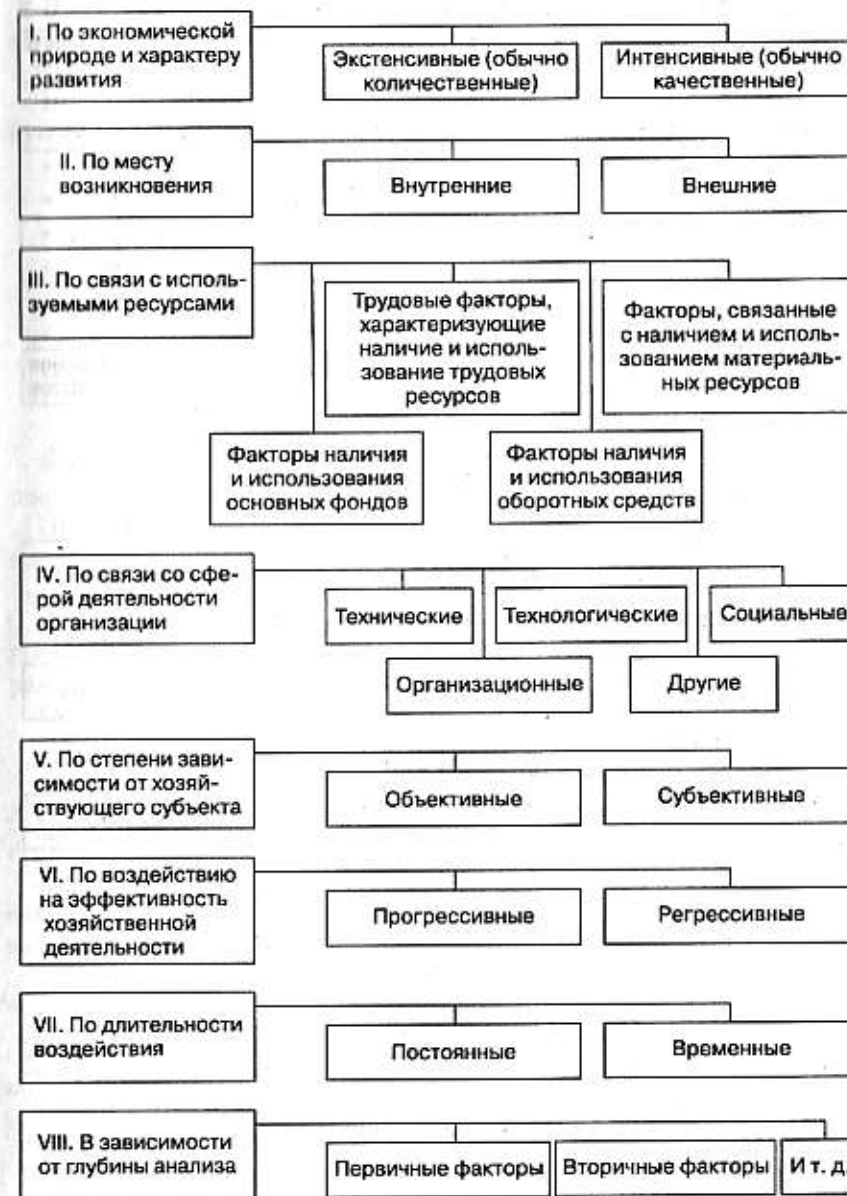 I. По экономической
природе и характеру
развития
Экстенсивные (обычно
количественные)
Интенсивные (обычно
качественные)
II. По месту
возникновения
Внутренние
Внешние
III. По связи с исполь-
зуемыми ресурсами
Трудовые факторы,
характеризующие
наличие и исполь-
зование трудовых
ресурсов
Факторы, связанные
с наличием и исполь-
зованием материаль-
ных ресурсов
Факторы наличия
и использования
основных фондов
Факторы наличия
и использования
оборотных средств
IV. По связи со сфе-
рой деятельности
организации
Технические
Технологические
Социальные
Организационные
Другие
V. По степени зави-
симости от хозяй-
ствующего субъекта
Объективные
Субъективные
VI. По воздействию
на эффективность
хозяйственной
деятельности
Прогрессивные
Регрессивные
VII. По длительности
воздействия
Постоянные
Временные
VIII. В зависимости
от глубины анализа
Первичные факторы
Вторичные факторы
И т. д.